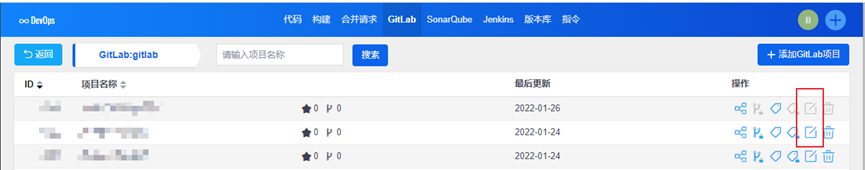 DevOps 代码 构建 合并请求 GitLab SonarQube Jenkins 版本库 指令 B
返回 GitLab:gitlab 请输入项目名称 搜索 + 添加GitLab项目
ID 项目名称 最后更新 操作
0 0 2022-01-26
0 0 2022-01-24
0 0 2022-01-24